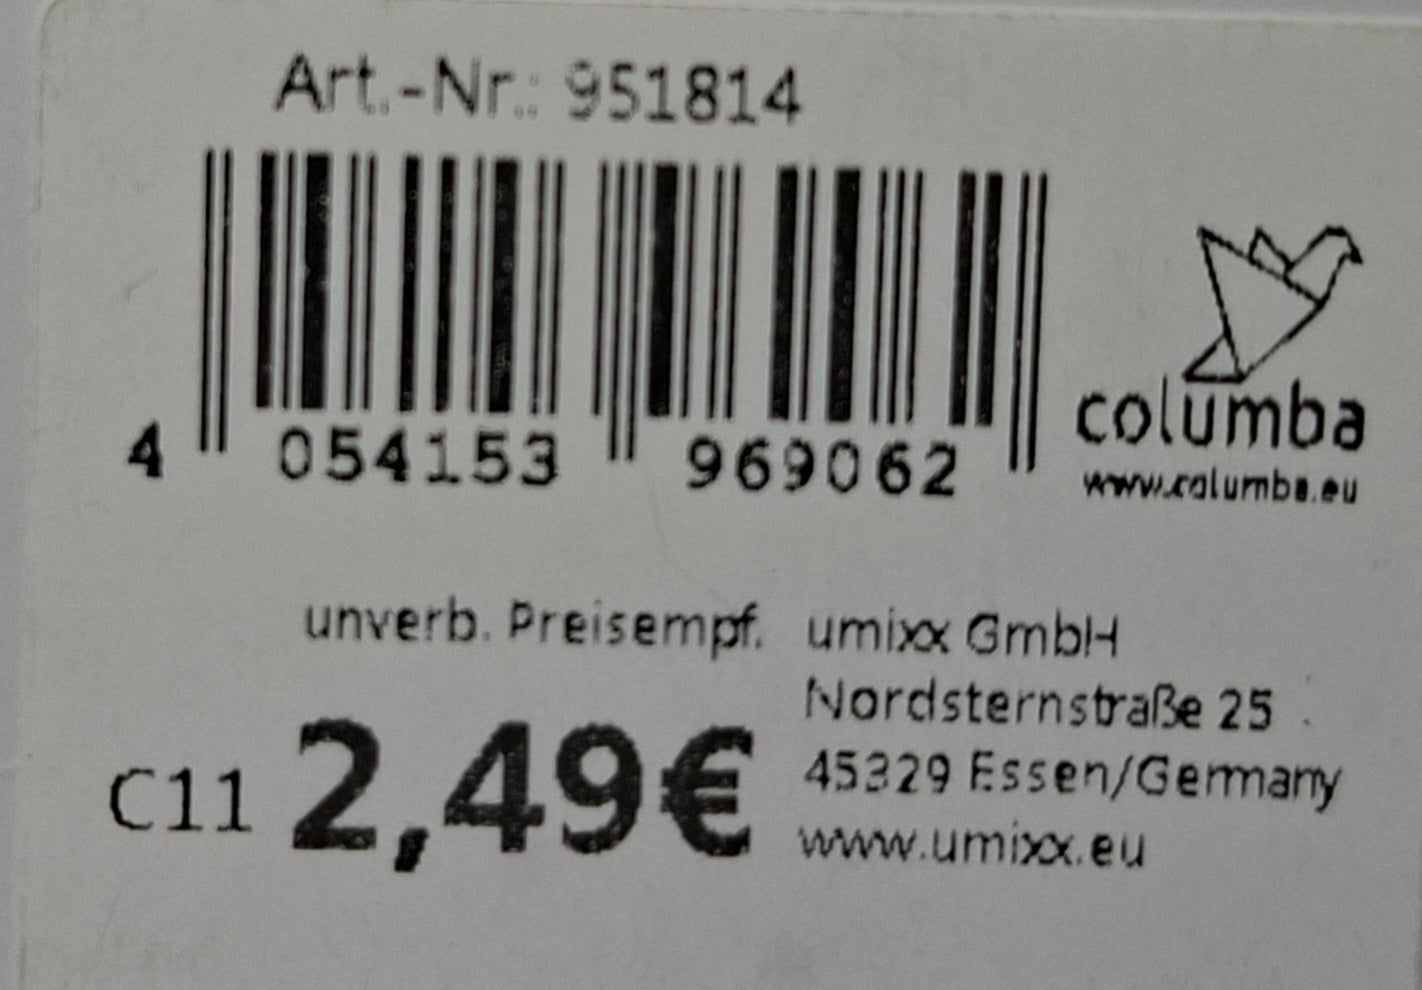 Art.-Nr.: 951814
4 054153 969062
columba
www.columba.eu
unverb. Preisempf.
C11 2,49€
umixx GmbH
Nordsternstraße 25
45329 Essen/Germany
www.umixx.eu